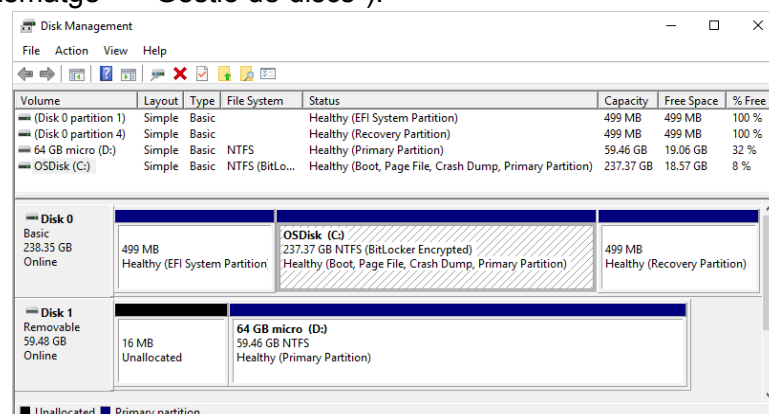 "Gestió de discs").
Disk Management
File Action View Help
Volume Layout Type File System Status Capacity Free Space % Free
(Disk 0 partition 1) Simple Basic Healthy (EFI System Partition) 499 MB 499 MB 100 %
(Disk 0 partition 4) Simple Basic Healthy (Recovery Partition) 499 MB 499 MB 100 %
64 GB micro (D:) Simple Basic NTFS Healthy (Primary Partition) 59.46 GB 19.06 GB 32 %
OSDisk (C:) Simple Basic NTFS (BitLo... Healthy (Boot, Page File, Crash Dump, Primary Partition) 237.37 GB 18.57 GB 8 %
Disk 0
Basic
238.35 GB
Online
499 MB
Healthy (EFI System Partition)
OSDisk (C:)
237.37 GB NTFS (BitLocker Encrypted)
Healthy (Boot, Page File, Crash Dump, Primary Partition)
499 MB
Healthy (Recovery Partition)
Disk 1
Removable
59.48 GB
Online
16 MB
Unallocated
64 GB micro (D:)
59.46 GB NTFS
Healthy (Primary Partition)
Unallocated Primary partition